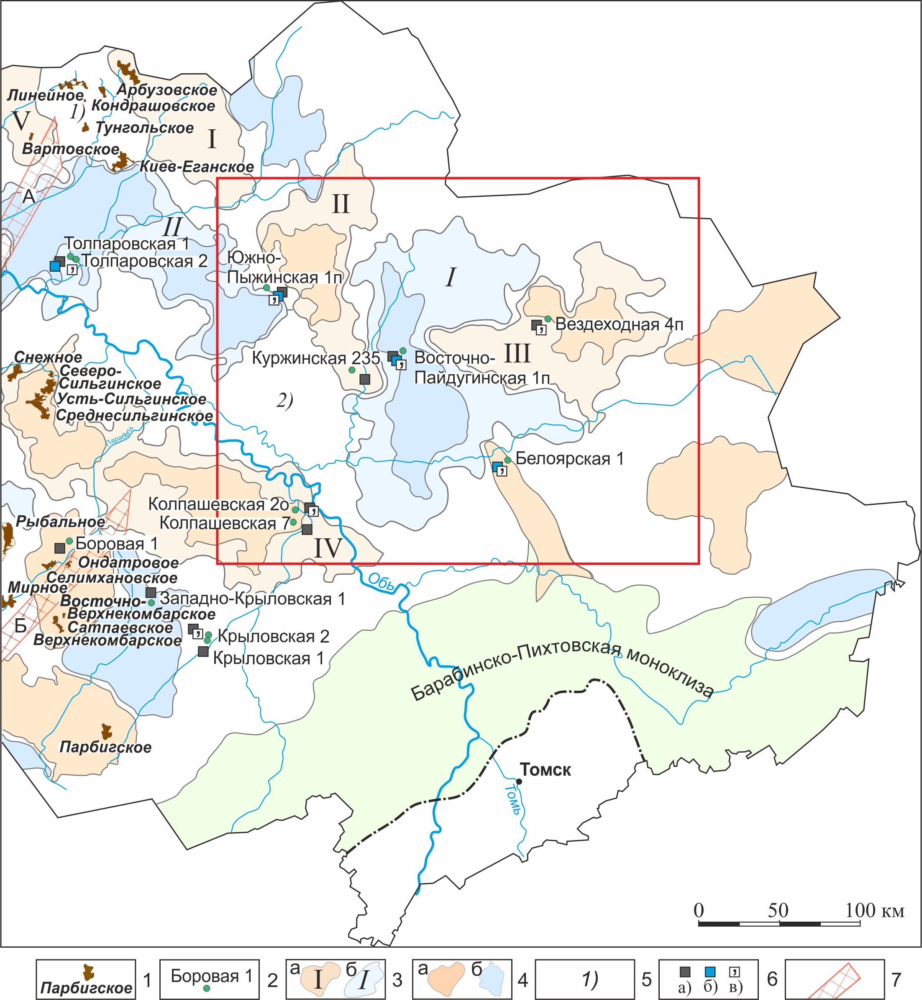 Линейное
Арбузовское
1)
Кондрашовское
V
Тунгольское
I
Вартовское
Киев-Еганское
А
II
II
Толпаровская 1
Толпаровская 2
Южно-
Пыжинская 1п
I
Вездеходная 4п
III
Куржинская 235
Восточно-
Пайдугинская 1п
Снежное
Северо-
Сильгинское
Усть-Сильгинское
Среднесильгинское
2)
Парабель
Белоярская 1
Колпашевская 2о
Колпашевская 7
IV
Рыбальное
Боровая 1
Ондатровое
Селимхановское
Мирное
Западно-Крыловская 1
Восточно-
Верхнекомбарское
Б
Сатпаевское
Верхнекомбарское
Крыловская 2
Крыловская 1
Обь
Барабинско-Пихтовская моноклиза
Парбигское
Томск
Томь
0 50 100 км
Парбигское 1
Боровая 1 2
а I б I 3
а б 4
1) 5
а) б) в) 6
7